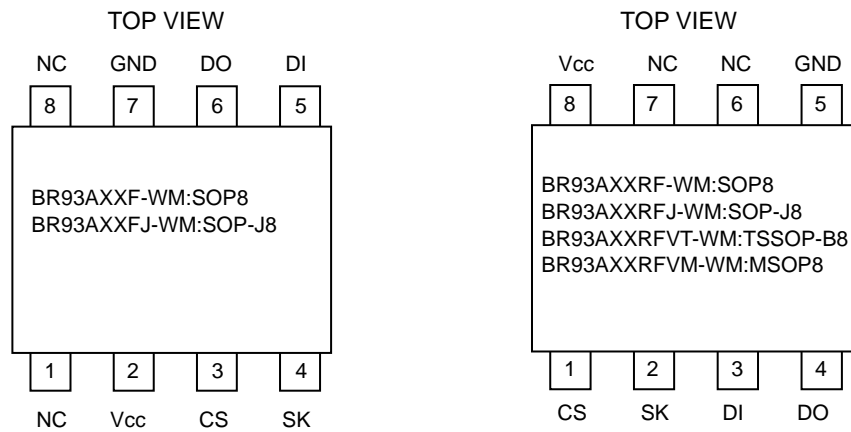 TOP VIEW
NC GND DO DI
8 7 6 5
BR93AXXF-WM:SOP8
BR93AXXFJ-WM:SOP-J8
1 2 3 4
NC Vcc CS SK
TOP VIEW
Vcc NC NC GND
8 7 6 5
BR93AXXRF-WM:SOP8
BR93AXXRFJ-WM:SOP-J8
BR93AXXRFVT-WM:TSSOP-B8
BR93AXXRFVM-WM:MSOP8
1 2 3 4
CS SK DI DO